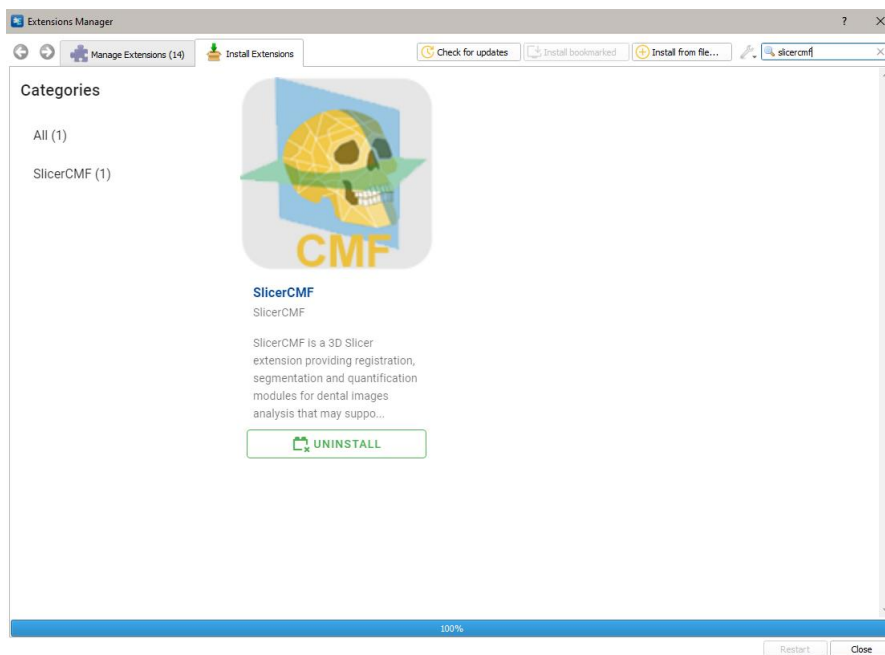 Extensions Manager
?
Manage Extensions (14)
Install Extensions
Check for updates
Install bookmarked
Install from file...
slicercmf
Categories
All (1)
SlicerCMF (1)
CMF
SlicerCMF
SlicerCMF
SlicerCMF is a 3D Slicer
extension providing registration,
segmentation and quantification
modules for dental images
analysis that may suppo...
UNINSTALL
100%
Restart
Close